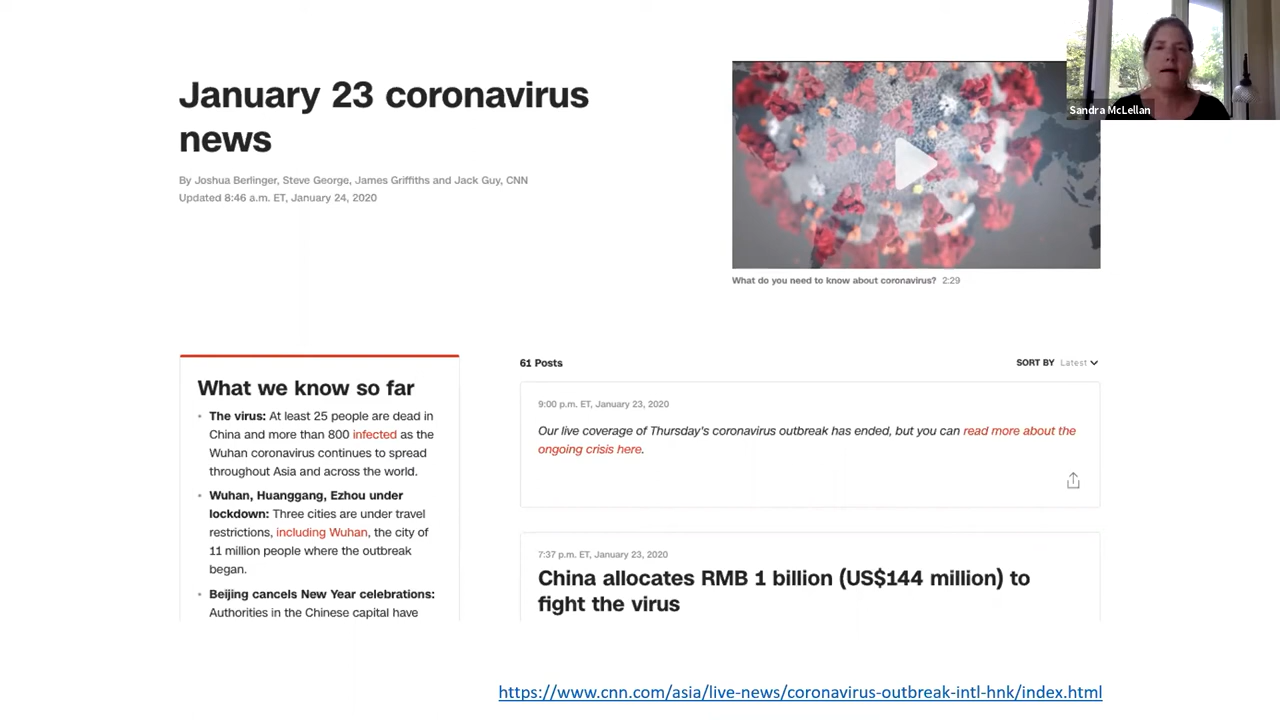 January 23 coronavirus
news
By Joshua Berlinger, Steve George, James Griffiths and Jack Guy, CNN
Updated 8:46 a.m. ET, January 24, 2020
Sandra McLellan
What do you need to know about coronavirus? 2:29
What we know so far
• The virus: At least 25 people are dead in
China and more than 800 infected as the
Wuhan coronavirus continues to spread
throughout Asia and across the world.
• Wuhan, Huanggang, Ezhou under
lockdown: Three cities are under travel
restrictions, including Wuhan, the city of
11 million people where the outbreak
began.
• Beijing cancels New Year celebrations:
Authorities in the Chinese capital have
61 Posts
SORT BY Latest
9:00 p.m. ET, January 23, 2020
Our live coverage of Thursday's coronavirus outbreak has ended, but you can read more about the
ongoing crisis here.
7:37 p.m. ET, January 23, 2020
China allocates RMB 1 billion (US$144 million) to
fight the virus
https://www.cnn.com/asia/live-news/coronavirus-outbreak-intl-hnk/index.html